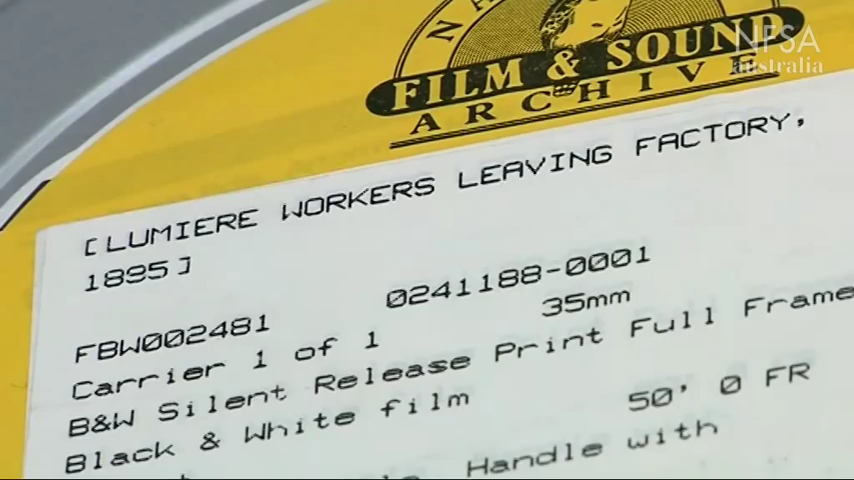 FILM & SOUND
ARCHIVE
NFSA
australia
[LUMIERE WORKERS LEAVING FACTORY,
1895]
FBW002481 0241188-0001
Carrier 1 of 1 35mm
B&W Silent Release Print Full Frame
Black & White film 50' 0 FR
Handle with